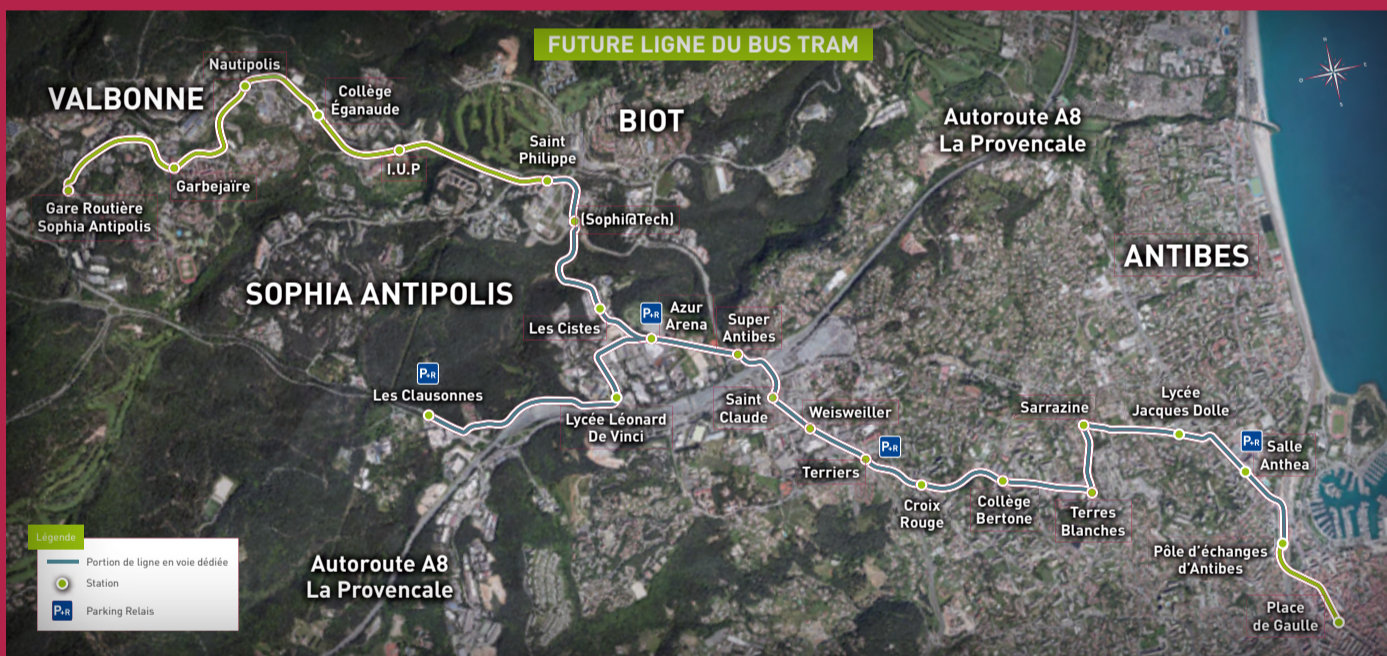 FUTURE LIGNE DU BUS TRAM
VALBONNE
Nautipolis
Collège
Éganaude
BIOT
Autoroute A8
La Provencale
Saint
Philippe
I.U.P
Garbejaïre
Gare Routière
Sophia Antipolis
(Sophi@Tech)
ANTIBES
SOPHIA ANTIPOLIS
Les Cistes
P+R
Azur
Arena
Super
Antibes
P+R
Les Clausonnes
Lycée Léonard
De Vinci
Saint
Claude
Weisweiller
P+R
Terriers
Croix
Rouge
Collège
Bertone
Sarrazine
Terres
Blanches
Lycée
Jacques Dolle
P+R
Salle
Anthea
Pôle d'échanges
d'Antibes
Place
de Gaulle
Autoroute A8
La Provencale
Légende
Portion de ligne en voie dédiée
Station
P+R
Parking Relais
N
O
E
S